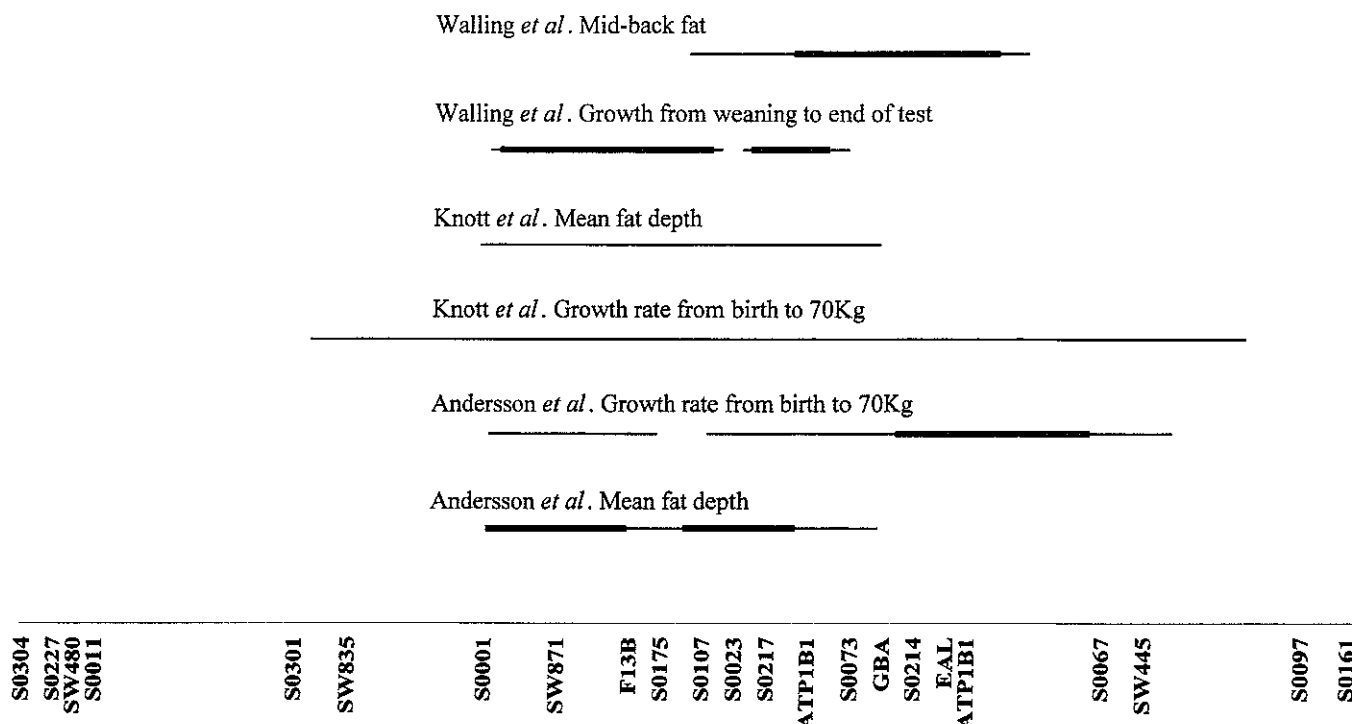 Walling et al. Mid-back fat
Walling et al. Growth from weaning to end of test
Knott et al. Mean fat depth
Knott et al. Growth rate from birth to 70Kg
Andersson et al. Growth rate from birth to 70Kg
Andersson et al. Mean fat depth
S0304
S0227
SW480
S0011
S0301
SW835
S0001
SW871
F13B
S0175
S0107
S0023
S0217
ATP1B1
S0073
GBA
S0214
EAL
ATP1B1
S0067
SW445
S0097
S0161